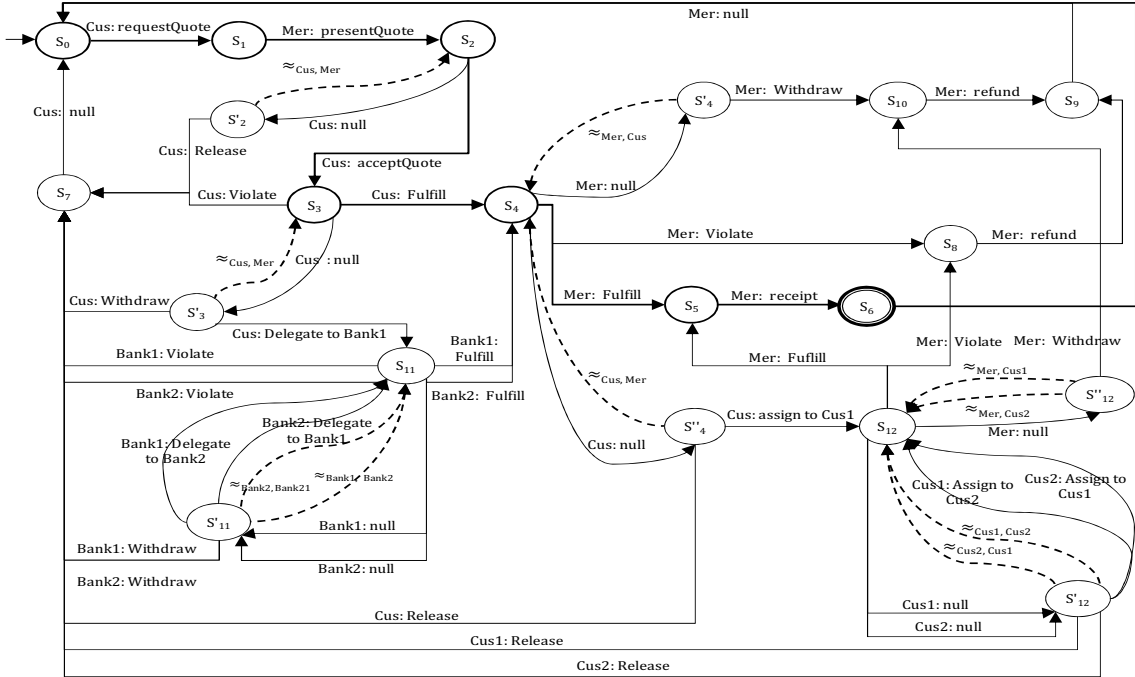 Mer: null
Cus: requestQuote
Mer: presentQuote
S0
S1
S2
≈Cus, Mer
S'4
Mer: Withdraw
S10
Mer: refund
S9
Cus: null
S'2
Cus: null
≈Mer, Cus
Cus: Release
Cus: acceptQuote
Mer: null
S7
Cus: Violate
S3
Cus: Fulfill
S4
Mer: Violate
S8
Mer: refund
≈Cus, Mer
Cus : null
Cus: Withdraw
S'3
Mer: Fulfill
S5
Mer: receipt
S6
Cus: Delegate to Bank1
Bank1:
Fulfill
Mer: Violate
Mer: Withdraw
Bank1: Violate
S11
Mer: Fuflill
Bank2: Violate
Bank2: Fulfill
≈Cus, Mer
≈Mer, Cus1
S''12
≈Mer, Cus2
Bank2: Delegate
to Bank1
Bank1: Delegate
to Bank2
Cus: null
S''4
Cus: assign to Cus1
S12
Mer: null
≈Bank2, Bank21
≈Bank1, Bank2
Cus1: Assign to
Cus2
Cus2: Assign to
Cus1
S'11
Bank1: null
≈Cus1, Cus2
≈Cus2, Cus1
Bank1: Withdraw
Bank2: null
Bank2: Withdraw
S'12
Cus: Release
Cus1: null
Cus2: null
Cus1: Release
Cus2: Release